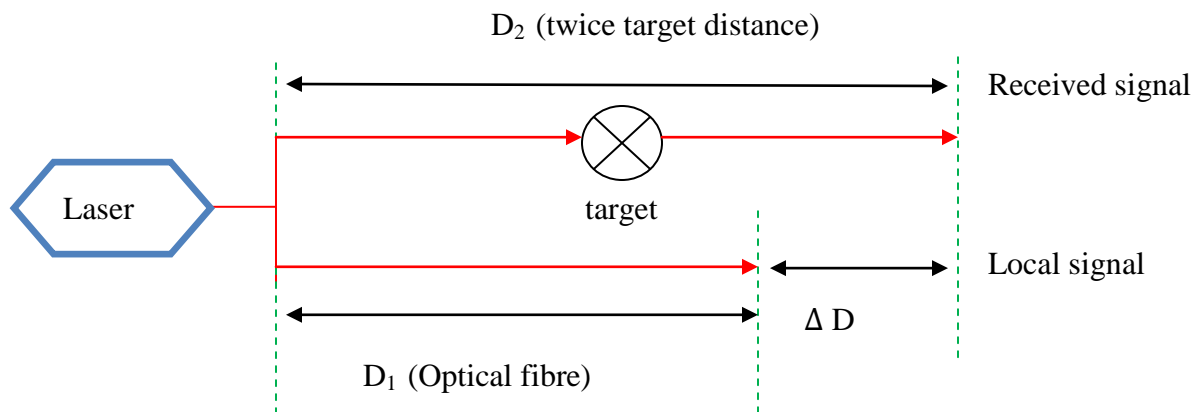 D₂ (twice target distance)
Received signal
Laser
target
Local signal
Δ D
D₁ (Optical fibre)